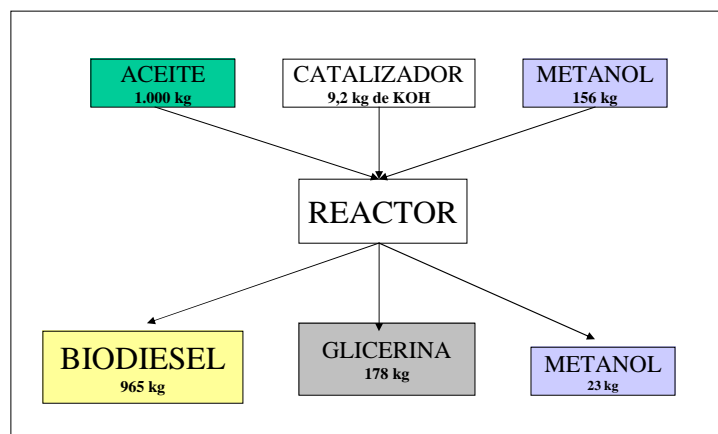 ACEITE
1.000 kg
CATALIZADOR
9,2 kg de KOH
METANOL
156 kg
REACTOR
BIODIESEL
965 kg
GLICERINA
178 kg
METANOL
23 kg